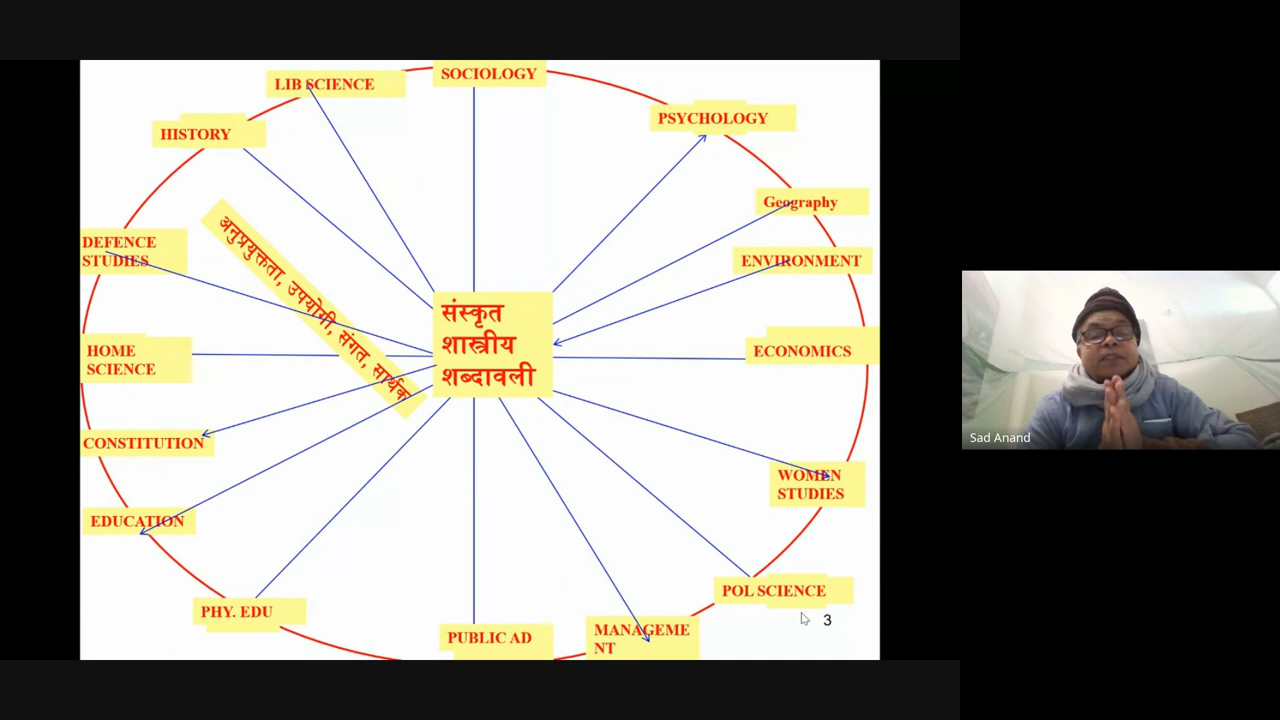 SOCIOLOGY
LIB SCIENCE
PSYCHOLOGY
HISTORY
Geography
DEFENCE
STUDIES
ENVIRONMENT
अनुप्रयुक्तता, उपयोगी, संगत, सार्थक
संस्कृत
शास्त्रीय
शब्दावली
HOME
SCIENCE
ECONOMICS
CONSTITUTION
WOMEN
STUDIES
EDUCATION
POL SCIENCE
PHY. EDU
PUBLIC AD
MANAGEME
NT
3
Sad Anand